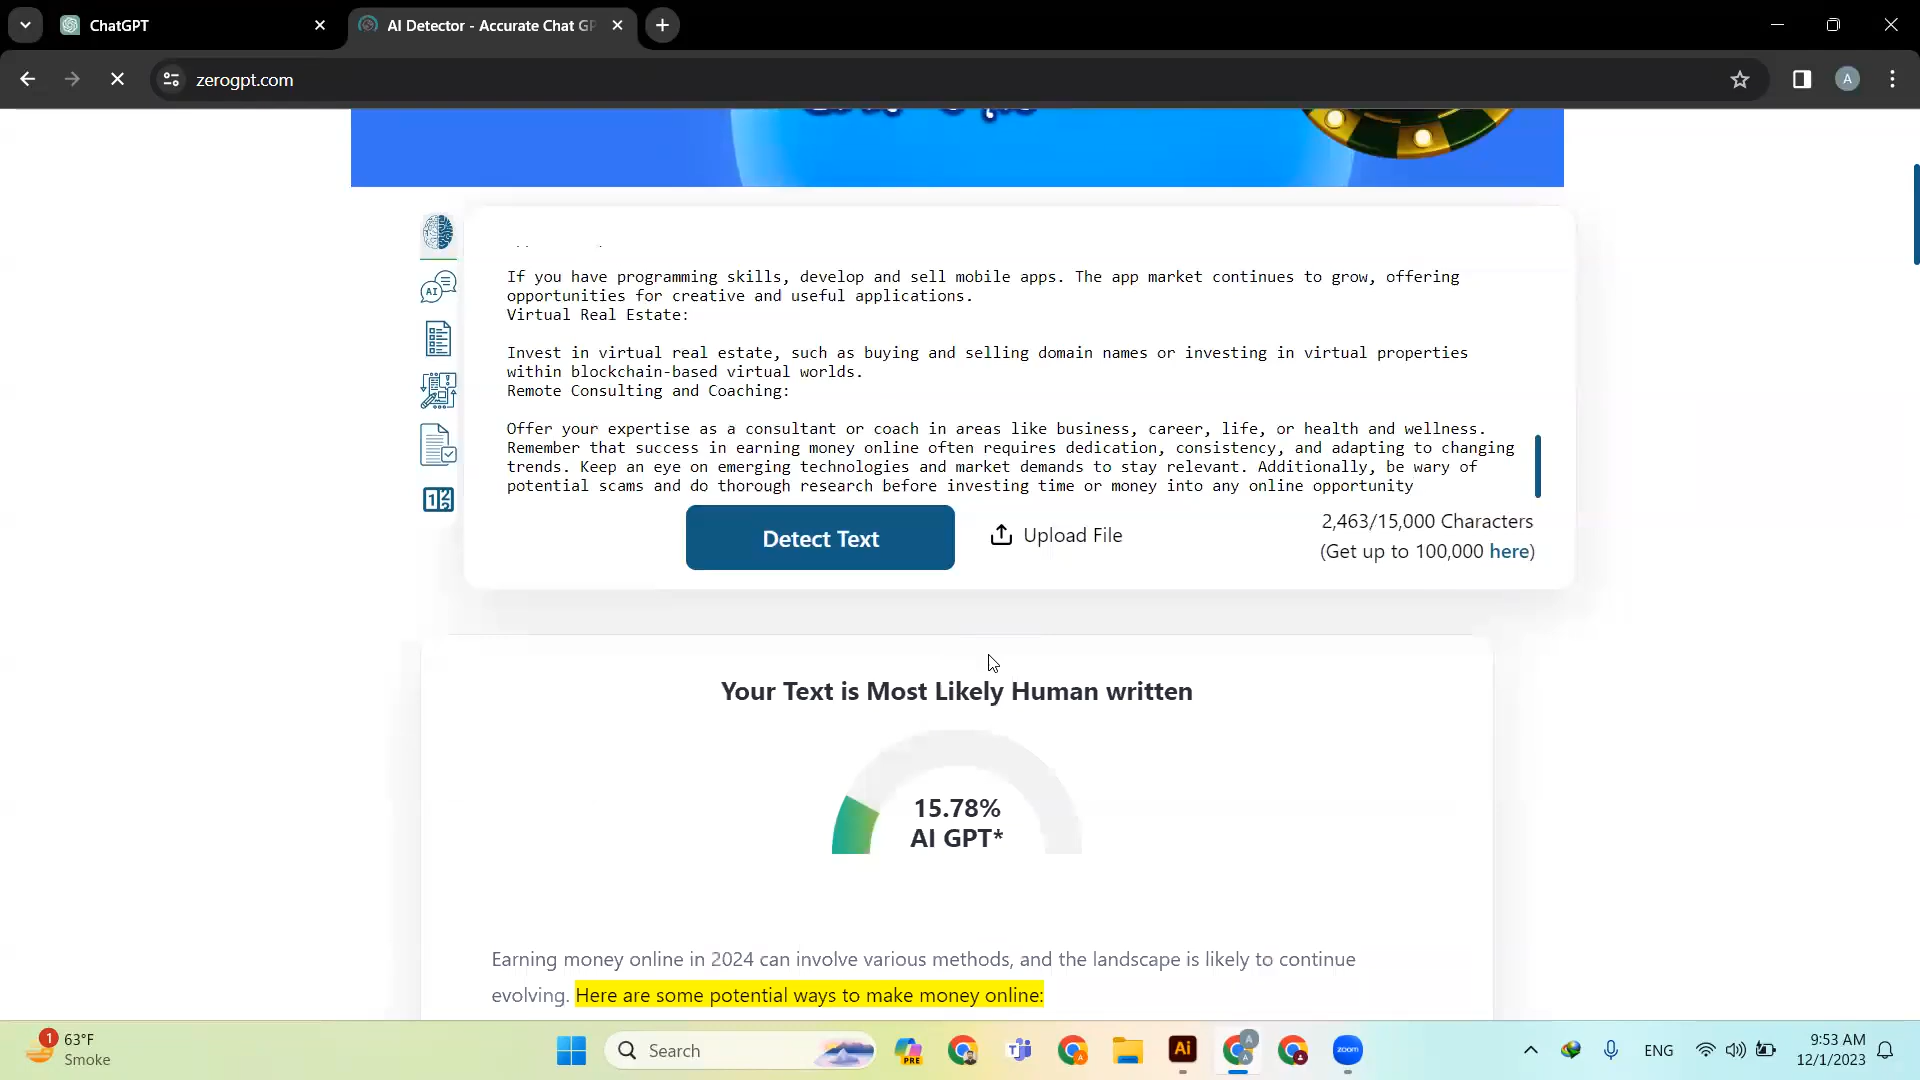 ChatGPT
AI Detector - Accurate Chat GP
zerogpt.com
A
If you have programming skills, develop and sell mobile apps. The app market continues to grow, offering
opportunities for creative and useful applications.
Virtual Real Estate:
Invest in virtual real estate, such as buying and selling domain names or investing in virtual properties
within blockchain-based virtual worlds.
Remote Consulting and Coaching:
Offer your expertise as a consultant or coach in areas like business, career, life, or health and wellness.
Remember that success in earning money online often requires dedication, consistency, and adapting to changing
trends. Keep an eye on emerging technologies and market demands to stay relevant. Additionally, be wary of
potential scams and do thorough research before investing time or money into any online opportunity
AI
Detect Text
Upload File
2,463/15,000 Characters
(Get up to 100,000 here)
Your Text is Most Likely Human written
15.78%
AI GPT*
Earning money online in 2024 can involve various methods, and the landscape is likely to continue
evolving. Here are some potential ways to make money online:
1
63°F
Smoke
Search
PRE
Ai
zoom
ENG
9:53 AM
12/1/2023